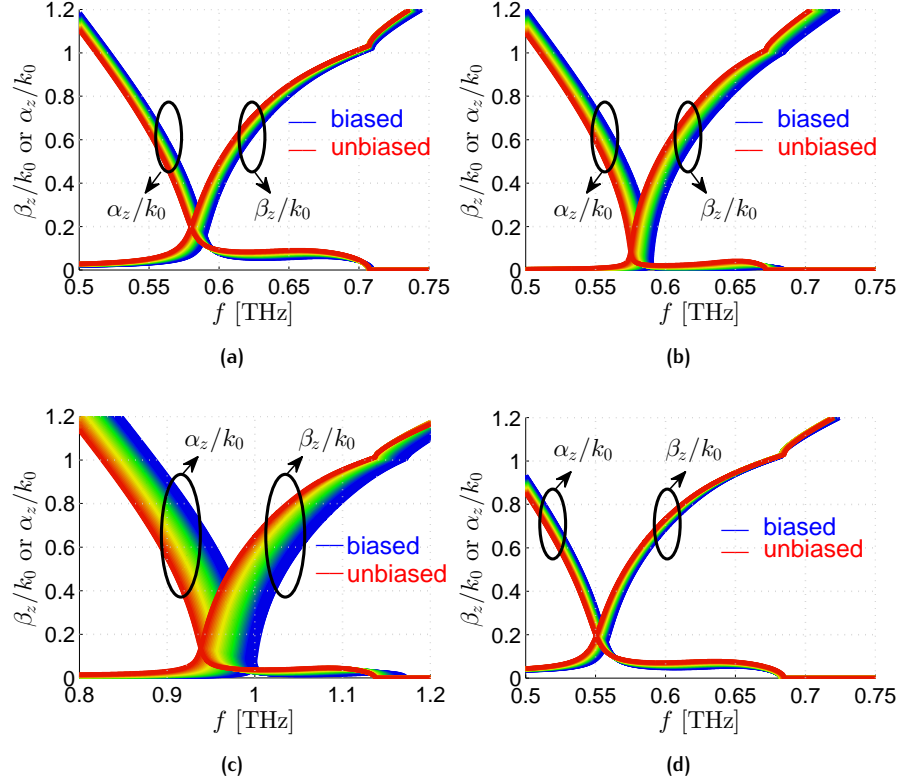 1.2
1
0.8
0.6
0.4
0.2
0
β_z/k_0 or α_z/k_0
biased
unbiased
α_z/k_0
β_z/k_0
0.5 0.55 0.6 0.65 0.7 0.75
f [THz]
(a)
1.2
1
0.8
0.6
0.4
0.2
0
β_z/k_0 or α_z/k_0
biased
unbiased
α_z/k_0
β_z/k_0
0.5 0.55 0.6 0.65 0.7 0.75
f [THz]
(b)
1.2
1
0.8
0.6
0.4
0.2
0
β_z/k_0 or α_z/k_0
α_z/k_0
β_z/k_0
biased
unbiased
0.8 0.9 1 1.1 1.2
f [THz]
(c)
1.2
1
0.8
0.6
0.4
0.2
0
β_z/k_0 or α_z/k_0
α_z/k_0
β_z/k_0
biased
unbiased
0.5 0.55 0.6 0.65 0.7 0.75
f [THz]
(d)